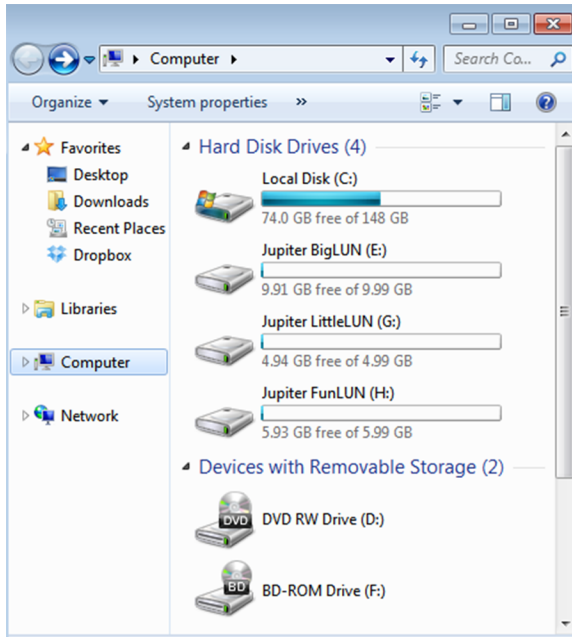 Computer
Search Co...
Organize
System properties
»
Favorites
Desktop
Downloads
Recent Places
Dropbox
Libraries
Computer
Network
Hard Disk Drives (4)
Local Disk (C:)
74.0 GB free of 148 GB
Jupiter BigLUN (E:)
9.91 GB free of 9.99 GB
Jupiter LittleLUN (G:)
4.94 GB free of 4.99 GB
Jupiter FunLUN (H:)
5.93 GB free of 5.99 GB
Devices with Removable Storage (2)
DVD
DVD RW Drive (D:)
BD
BD-ROM Drive (F:)